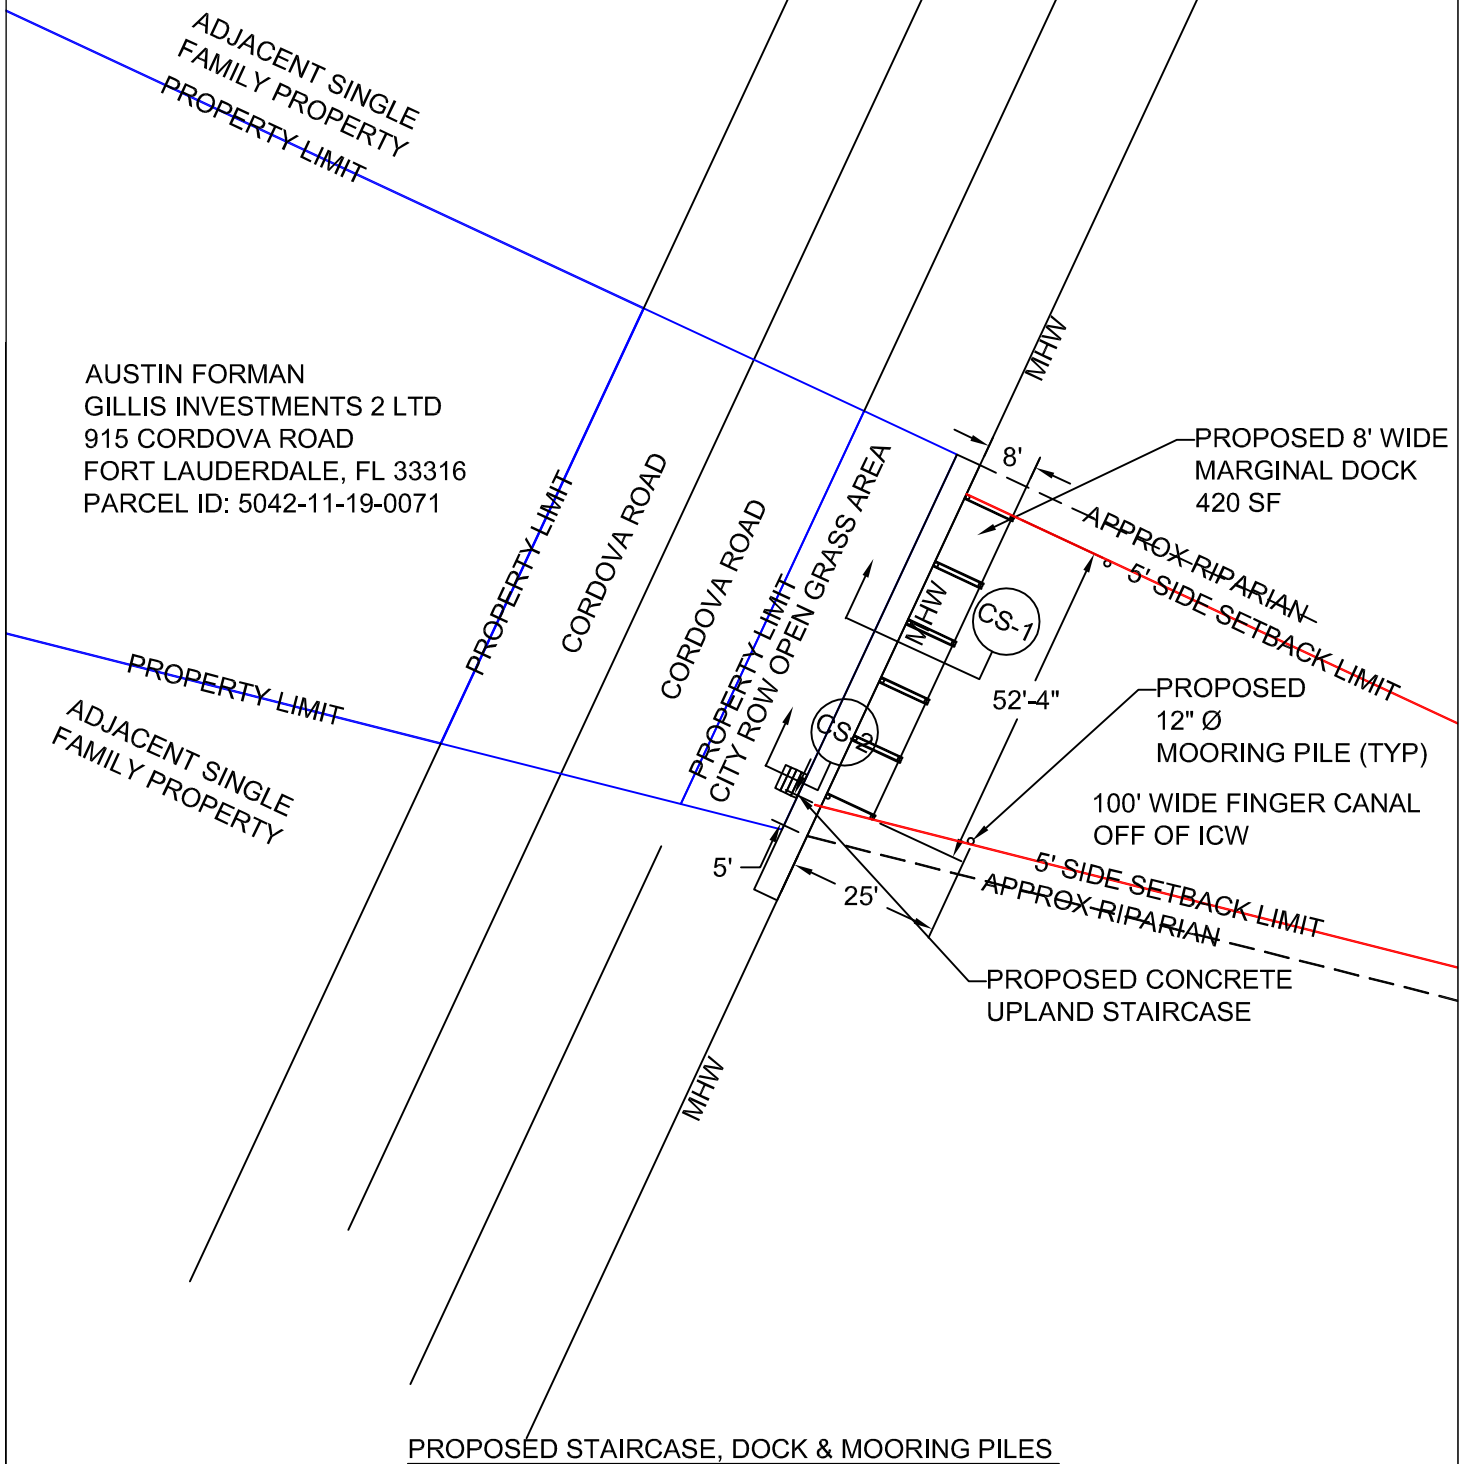 ADJACENT SINGLE
FAMILY PROPERTY
PROPERTY LIMIT
AUSTIN FORMAN
GILLIS INVESTMENTS 2 LTD
915 CORDOVA ROAD
FORT LAUDERDALE, FL 33316
PARCEL ID: 5042-11-19-0071
PROPERTY LIMIT
CORDOVA ROAD
CORDOVA ROAD
PROPERTY LIMIT
CITY ROW OPEN GRASS AREA
MHW
8'
PROPOSED 8' WIDE
MARGINAL DOCK
420 SF
APPROX RIPARIAN
5' SIDE SETBACK LIMIT
MHW
CS-1
52'-4"
CS-2
PROPOSED
12" Ø
MOORING PILE (TYP)
100' WIDE FINGER CANAL
OFF OF ICW
PROPERTY LIMIT
ADJACENT SINGLE
FAMILY PROPERTY
5'
25'
5' SIDE SETBACK LIMIT
APPROX RIPARIAN
PROPOSED CONCRETE
UPLAND STAIRCASE
MHW
PROPOSED STAIRCASE, DOCK & MOORING PILES